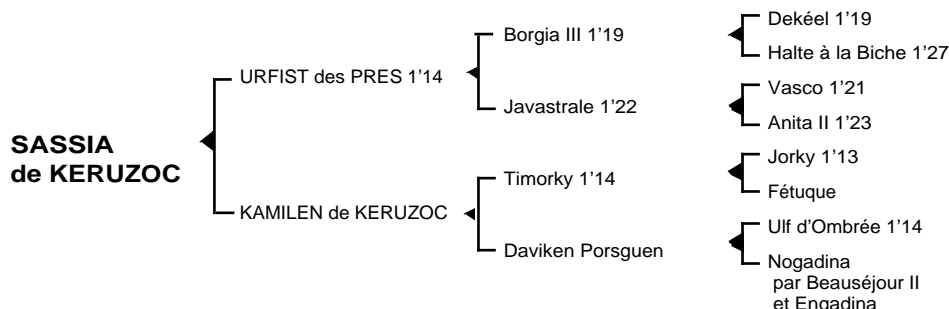 SASSIA
de KERUZOC
URFIST des PRES 1’14
KAMILEN de KERUZOC
Borgia III 1’19
Javastrale 1’22
Timorky 1’14
Daviken Porsguen
Dekéel 1’19
Halte à la Biche 1’27
Vasco 1’21
Anita II 1’23
Jorky 1’13
Fétuque
Ulf d’Ombrée 1’14
Nogadina
par Beauséjour II
et Engadina